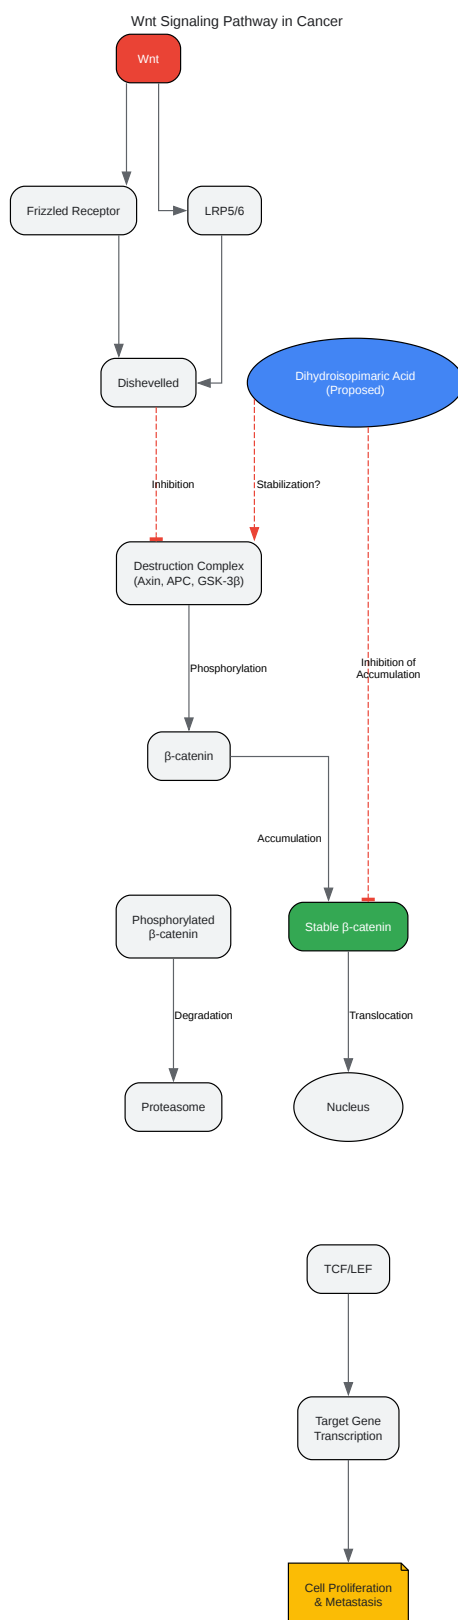 Wnt Signaling Pathway in Cancer
Wnt
Frizzled Receptor
LRP5/6
Dishevelled
Dihydroisopimaric Acid
(Proposed)
Inhibition
Stabilization?
Destruction Complex
(Axin, APC, GSK-3β)
Phosphorylation
Inhibition of
Accumulation
β-catenin
Accumulation
Phosphorylated
β-catenin
Stable β-catenin
Degradation
Translocation
Proteasome
Nucleus
TCF/LEF
Target Gene
Transcription
Cell Proliferation
& Metastasis